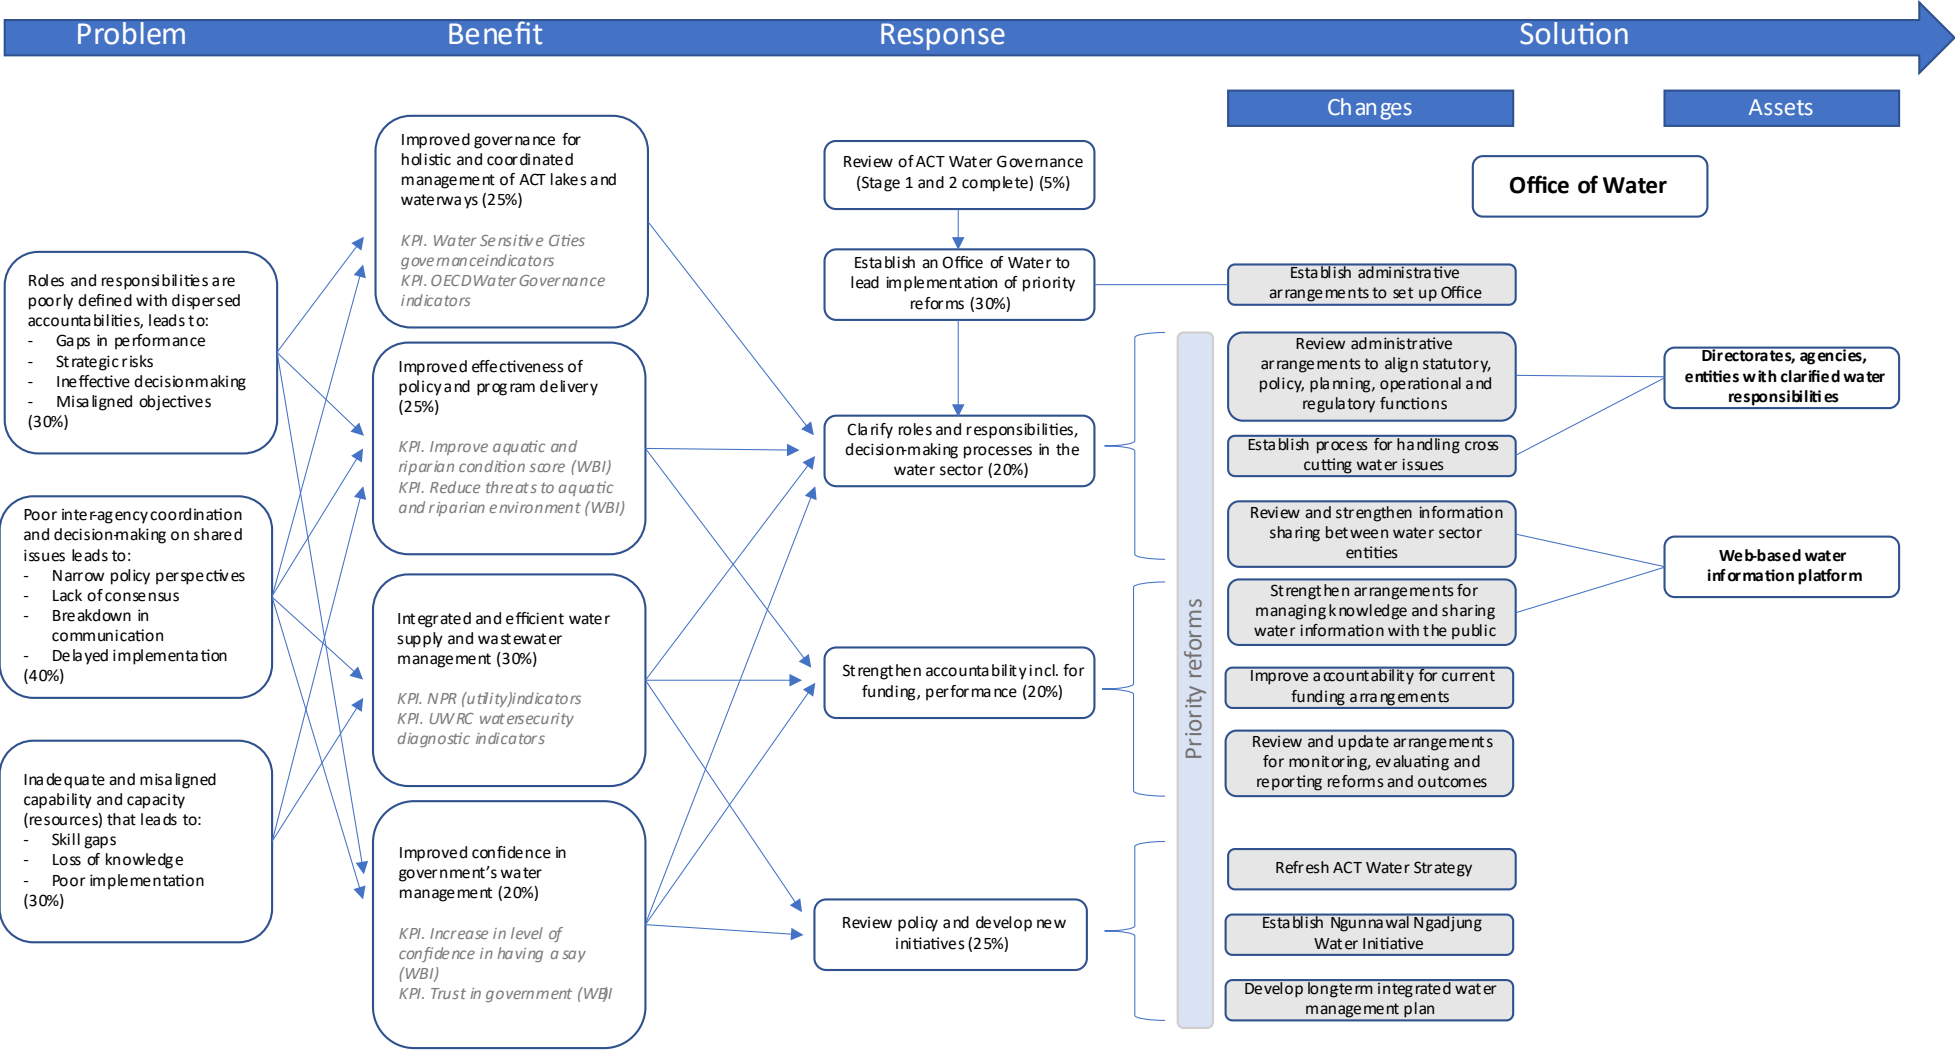 Problem
Benefit
Response
Solution
Changes
Assets
Roles and responsibilities are
poorly defined with dispersed
accountabilities, leads to:
- Gaps in performance
- Strategic risks
- Ineffective decision-making
- Misaligned objectives
(30%)
Poor inter-agency coordination
and decision-making on shared
issues leads to:
- Narrow policy perspectives
- Lack of consensus
- Breakdown in
communication
- Delayed implementation
(40%)
Inadequate and misaligned
capability and capacity
(resources) that leads to:
- Skill gaps
- Loss of knowledge
- Poor implementation
(30%)
Improved governance for
holistic and coordinated
management of ACT lakes and
waterways (25%)
KPI. Water Sensitive Cities
governanceindicators
KPI. OECD Water Governance
indicators
Improved effectiveness of
policy and program delivery
(25%)
KPI. Improve aquatic and
riparian condition score (WBI)
KPI. Reduce threats to aquatic
and riparian environment (WBI)
Integrated and efficient water
supply and wastewater
management (30%)
KPI. NPR (utility)indicators
KPI. UWRC watersecurity
diagnostic indicators
Improved confidence in
government's water
management (20%)
KPI. Increase in level of
confidence in having a say
(WBI)
KPI. Trust in government (WBI)
Review of ACT Water Governance
(Stage 1 and 2 complete) (5%)
Establish an Office of Water to
lead implementation of priority
reforms (30%)
Clarify roles and responsibilities,
decision-making processes in the
water sector (20%)
Strengthen accountability incl. for
funding, performance (20%)
Review policy and develop new
initiatives (25%)
Priority reforms
Office of Water
Establish administrative
arrangements to set up Office
Review administrative
arrangements to align statutory,
policy, planning, operational and
regulatory functions
Establish process for handling cross
cutting water issues
Review and strengthen information
sharing between water sector
entities
Strengthen arrangements for
managing knowledge and sharing
water information with the public
Improve accountability for current
funding arrangements
Review and update arrangements
for monitoring, evaluating and
reporting reforms and outcomes
Refresh ACT Water Strategy
Establish Ngunnawal Ngadjung
Water Initiative
Develop longterm integrated water
management plan
Directorates, agencies,
entities with clarified water
responsibilities
Web-based water
information platform